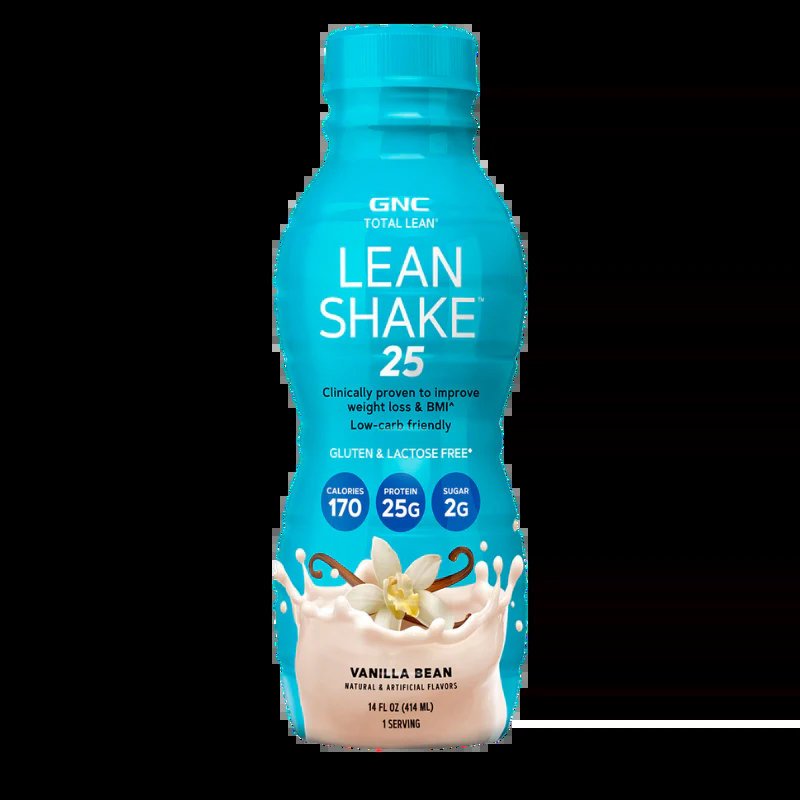 GNC
TOTAL LEAN®
LEAN
SHAKE™
25
Clinically proven to improve
weight loss & BMI^
Low-carb friendly
GLUTEN & LACTOSE FREE*
CALORIES
170
PROTEIN
25G
SUGAR
2G
VANILLA BEAN
NATURAL & ARTIFICIAL FLAVORS
14 FL OZ (414 ML)
1 SERVING